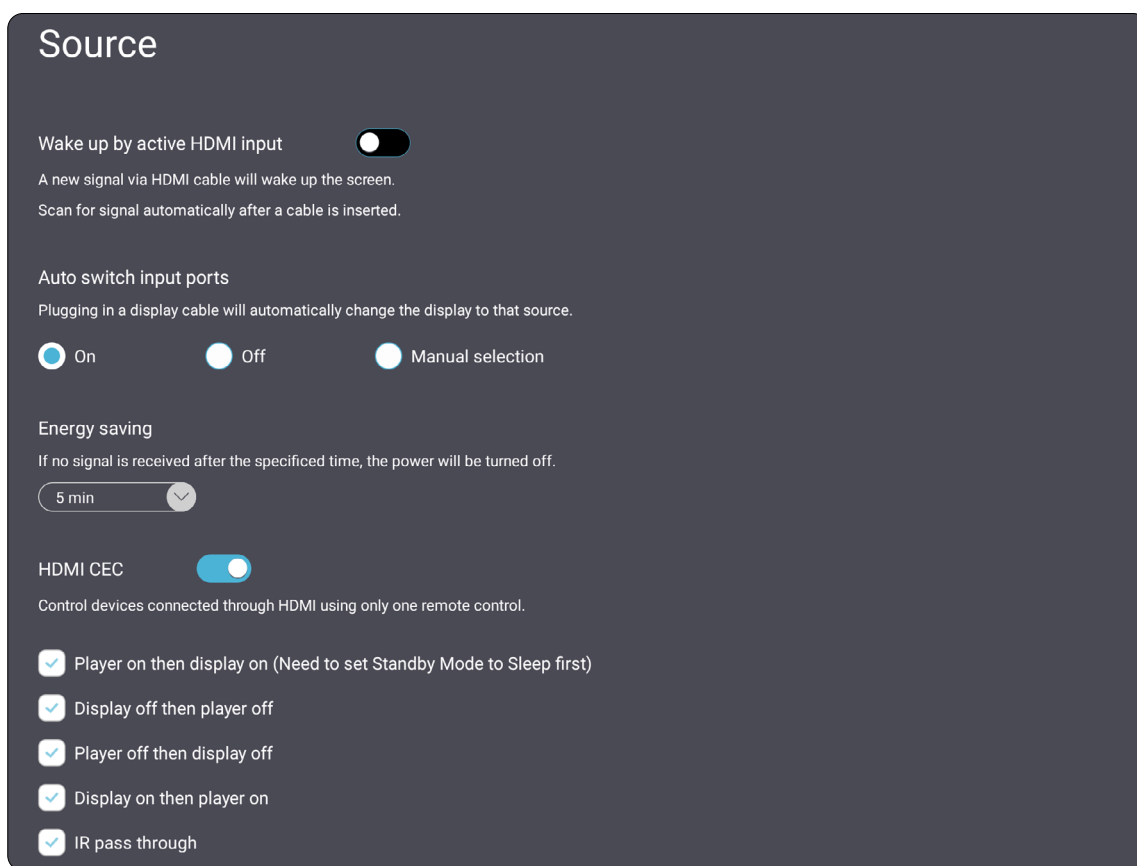 Source
Wake up by active HDMI input
A new signal via HDMI cable will wake up the screen.
Scan for signal automatically after a cable is inserted.
Auto switch input ports
Plugging in a display cable will automatically change the display to that source.
On Off Manual selection
Energy saving
If no signal is received after the specificed time, the power will be turned off.
5 min
HDMI CEC
Control devices connected through HDMI using only one remote control.
Player on then display on (Need to set Standby Mode to Sleep first)
Display off then player off
Player off then display off
Display on then player on
IR pass through